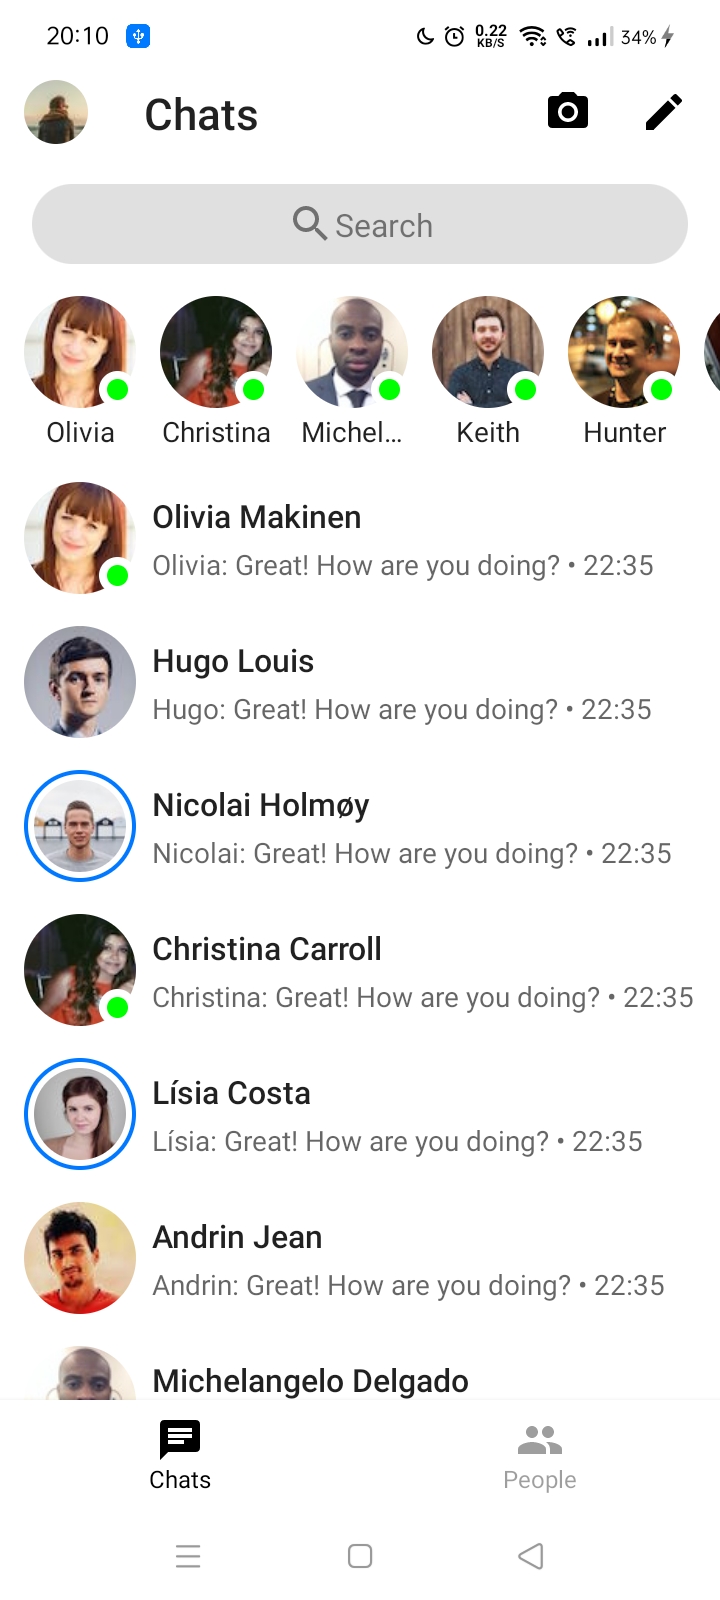 20:10 0.22 KB/S 34%
Chats
Search
Olivia Christina Michel... Keith Hunter
Olivia Makinen
Olivia: Great! How are you doing? • 22:35
Hugo Louis
Hugo: Great! How are you doing? • 22:35
Nicolai Holmøy
Nicolai: Great! How are you doing? • 22:35
Christina Carroll
Christina: Great! How are you doing? • 22:35
Lísia Costa
Lísia: Great! How are you doing? • 22:35
Andrin Jean
Andrin: Great! How are you doing? • 22:35
Michelangelo Delgado
Chats People